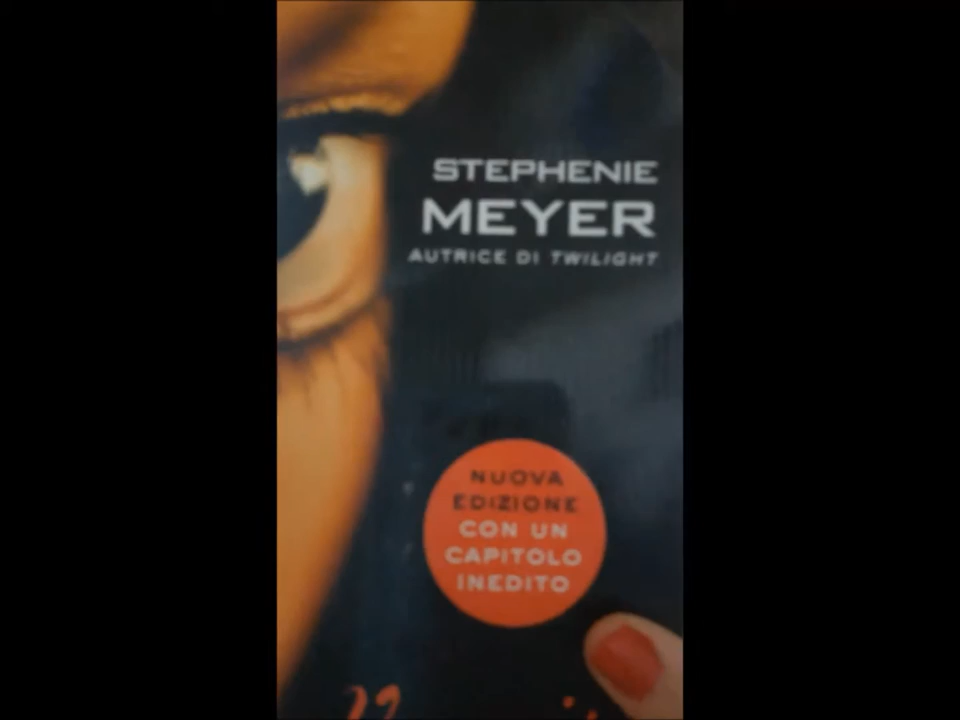 STEPHENIE
MEYER
AUTRICE DI TWILIGHT
NUOVA
EDIZIONE
CON UN
CAPITOLO
INEDITO